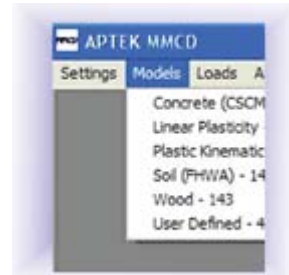 MMCD APTEK MMCD
Settings Models Loads A
Concrete (CSCM
Linear Plasticity
Plastic Kinematic
Soil (FHWA) - 14
Wood - 143
User Defined - 4